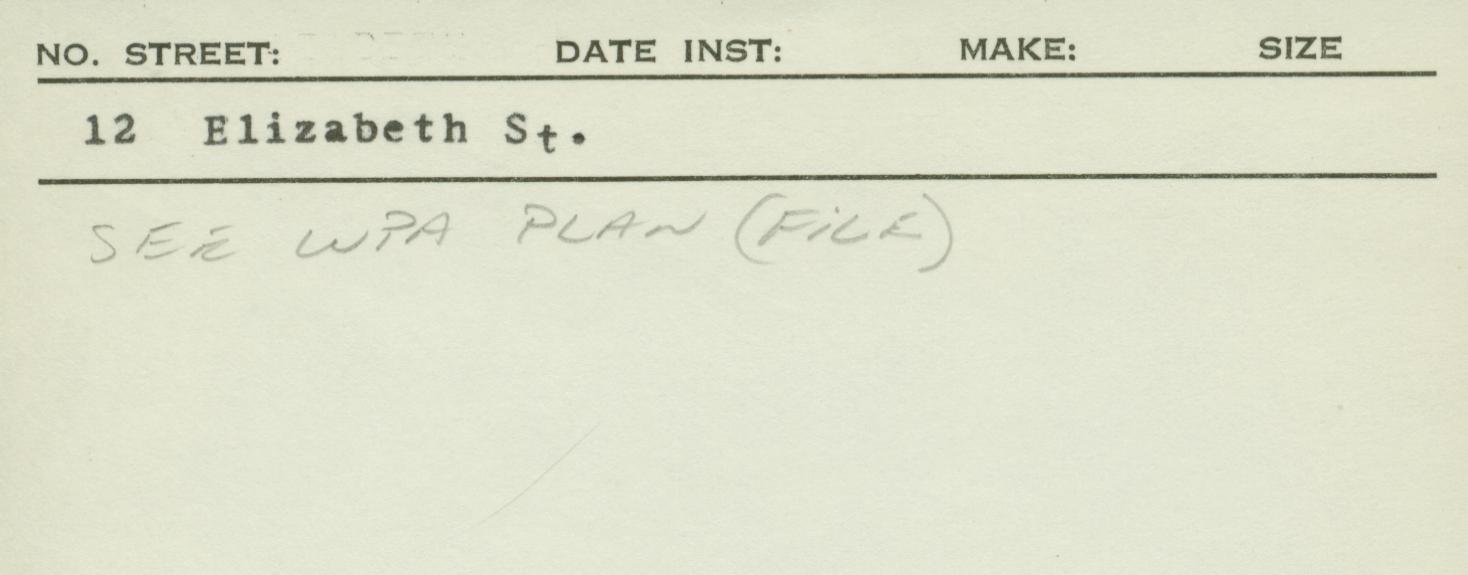 NO. STREET: DATE INST: MAKE: SIZE
12 Elizabeth St.
SEE WPA PLAN (FiLE)